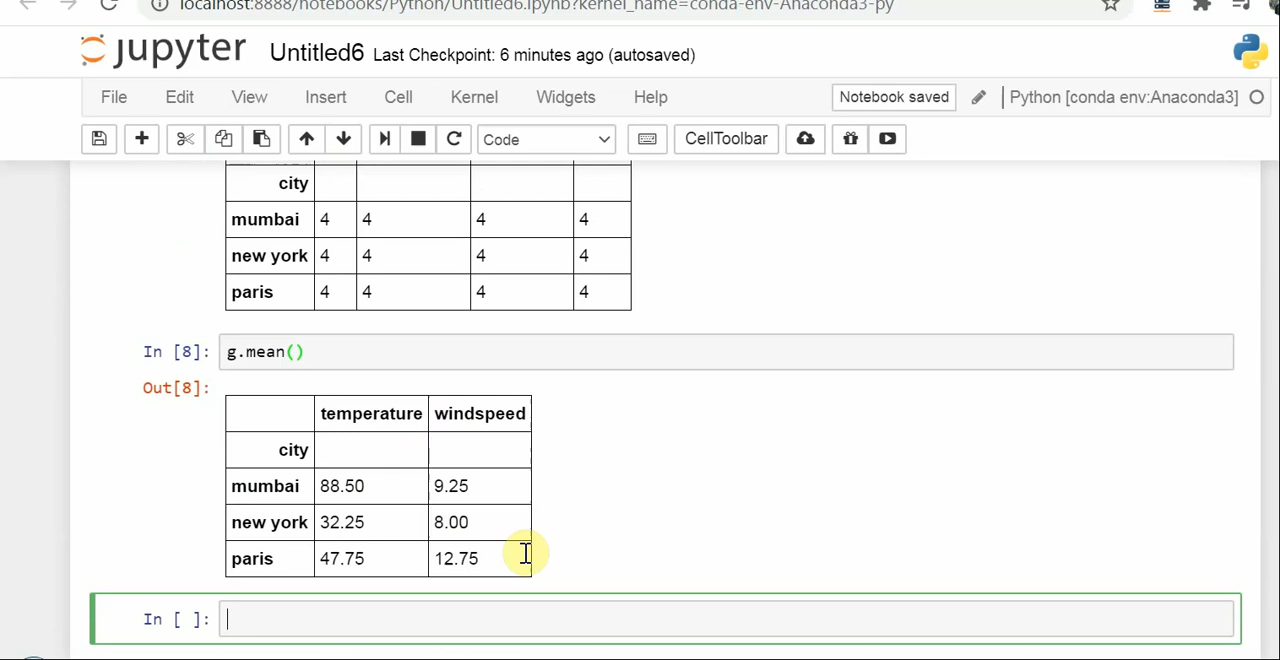 localhost:8888/notebooks/Python/Untitled6.ipynb?kernel_name=conda-env-Anaconda3-py
jupyter Untitled6 Last Checkpoint: 6 minutes ago (autosaved)
File Edit View Insert Cell Kernel Widgets Help Notebook saved Python [conda env:Anaconda3]
Code CellToolbar
city
mumbai 4 4 4 4
new york 4 4 4 4
paris 4 4 4 4
In [8]: g.mean()
Out[8]:
temperature windspeed
city
mumbai 88.50 9.25
new york 32.25 8.00
paris 47.75 12.75
In [ ]: